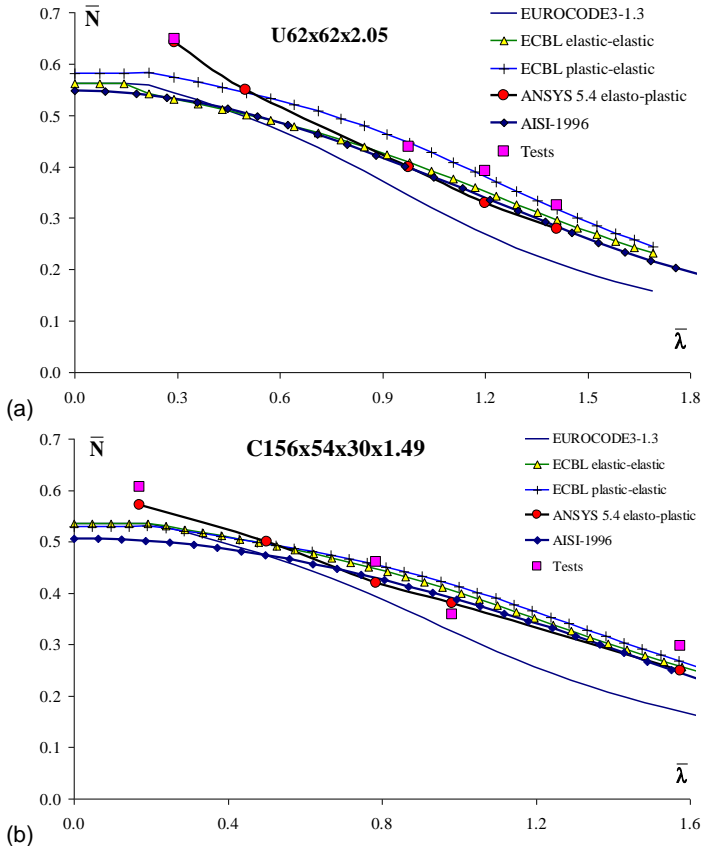 N̄
U62x62x2.05
EUROCODE3-1.3
ECBL elastic-elastic
ECBL plastic-elastic
ANSYS 5.4 elasto-plastic
AISI-1996
Tests
0.7
0.6
0.5
0.4
0.3
0.2
0.1
0.0
λ̄
0.0 0.3 0.6 0.9 1.2 1.5 1.8
(a)
N̄
C156x54x30x1.49
EUROCODE3-1.3
ECBL elastic-elastic
ECBL plastic-elastic
ANSYS 5.4 elasto-plastic
AISI-1996
Tests
0.7
0.6
0.5
0.4
0.3
0.2
0.1
0.0
λ̄
0.0 0.4 0.8 1.2 1.6
(b)